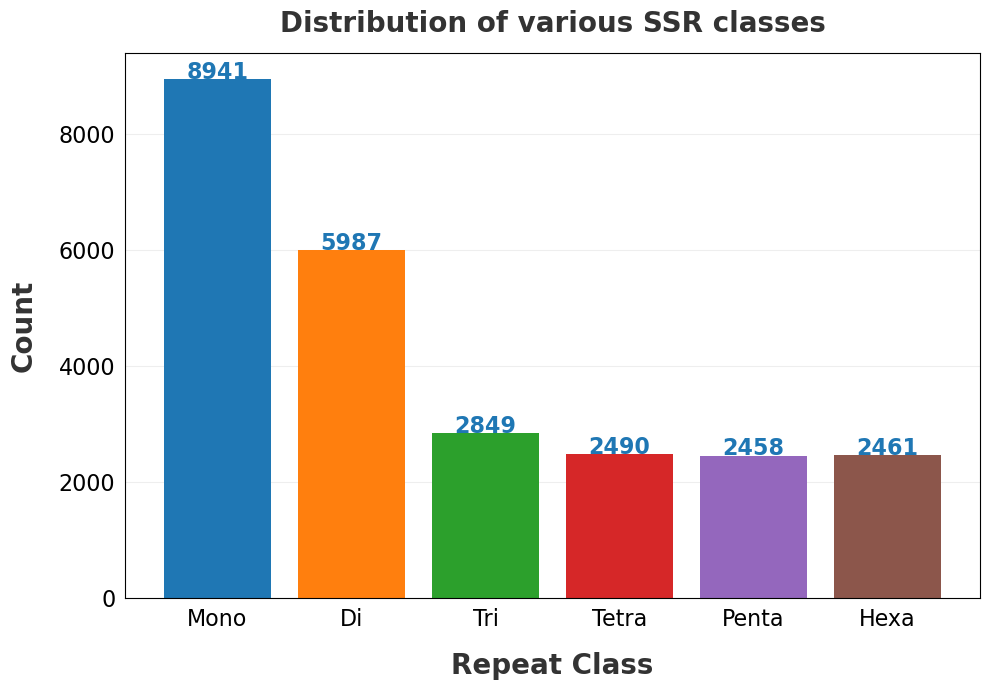 Distribution of various SSR classes
Count
8000
6000
4000
2000
0
8941
5987
2849
2490
2458
2461
Mono
Di
Tri
Tetra
Penta
Hexa
Repeat Class